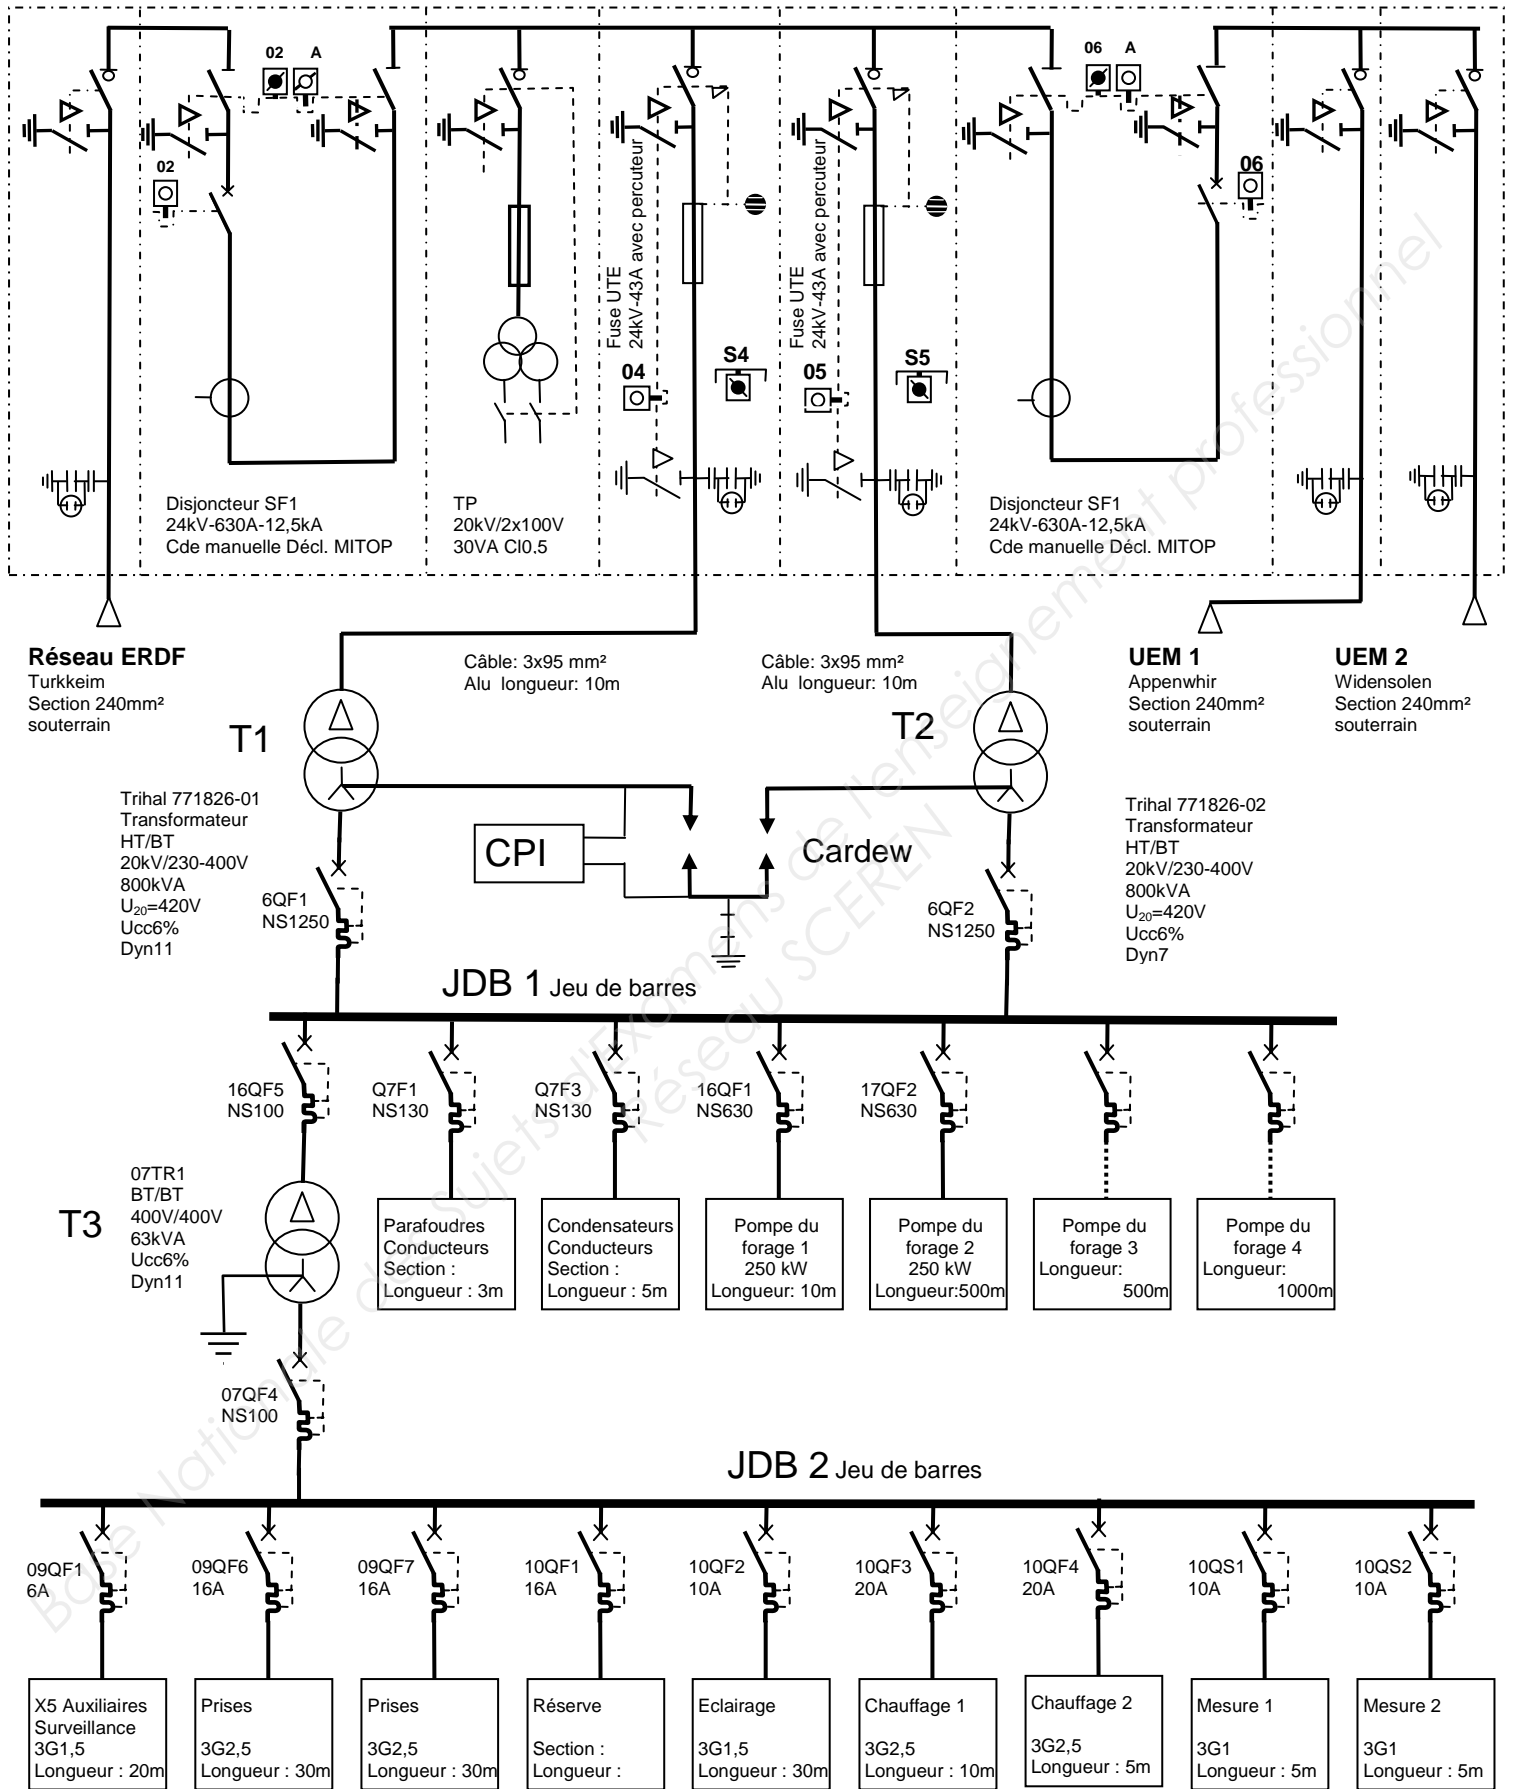 02 A
06 A
02
06
Fuse UTE
24kV-43A avec percuteur
Fuse UTE
24kV-43A avec percuteur
04
S4
05
S5
Disjoncteur SF1
24kV-630A-12,5kA
Cde manuelle Décl. MITOP
TP
20kV/2x100V
30VA Cl0,5
Disjoncteur SF1
24kV-630A-12,5kA
Cde manuelle Décl. MITOP
Réseau ERDF
Turkkeim
Section 240mm²
souterrain
Câble: 3x95 mm²
Alu longueur: 10m
Câble: 3x95 mm²
Alu longueur: 10m
UEM 1
Appenwhir
Section 240mm²
souterrain
UEM 2
Widensolen
Section 240mm²
souterrain
T1
T2
Trihal 771826-01
Transformateur
HT/BT
20kV/230-400V
800kVA
U₂₀=420V
Ucc6%
Dyn11
CPI
Cardew
Trihal 771826-02
Transformateur
HT/BT
20kV/230-400V
800kVA
U₂₀=420V
Ucc6%
Dyn7
6QF1
NS1250
6QF2
NS1250
JDB 1 Jeu de barres
16QF5
NS100
Q7F1
NS130
Q7F3
NS130
16QF1
NS630
17QF2
NS630
T3
07TR1
BT/BT
400V/400V
63kVA
Ucc6%
Dyn11
Parafoudres
Conducteurs
Section :
Longueur : 3m
Condensateurs
Conducteurs
Section :
Longueur : 5m
Pompe du
forage 1
250 kW
Longueur: 10m
Pompe du
forage 2
250 kW
Longueur:500m
Pompe du
forage 3
Longueur:
500m
Pompe du
forage 4
Longueur:
1000m
07QF4
NS100
JDB 2 Jeu de barres
09QF1
6A
09QF6
16A
09QF7
16A
10QF1
16A
10QF2
10A
10QF3
20A
10QF4
20A
10QS1
10A
10QS2
10A
X5 Auxiliaires
Surveillance
3G1,5
Longueur : 20m
Prises
3G2,5
Longueur : 30m
Prises
3G2,5
Longueur : 30m
Réserve
Section :
Longueur :
Eclairage
3G1,5
Longueur : 30m
Chauffage 1
3G2,5
Longueur : 10m
Chauffage 2
3G2,5
Longueur : 5m
Mesure 1
3G1
Longueur : 5m
Mesure 2
3G1
Longueur : 5m
Base Nationale des Sujets d'Examens de l'enseignement professionnel
Réseau SCEREN